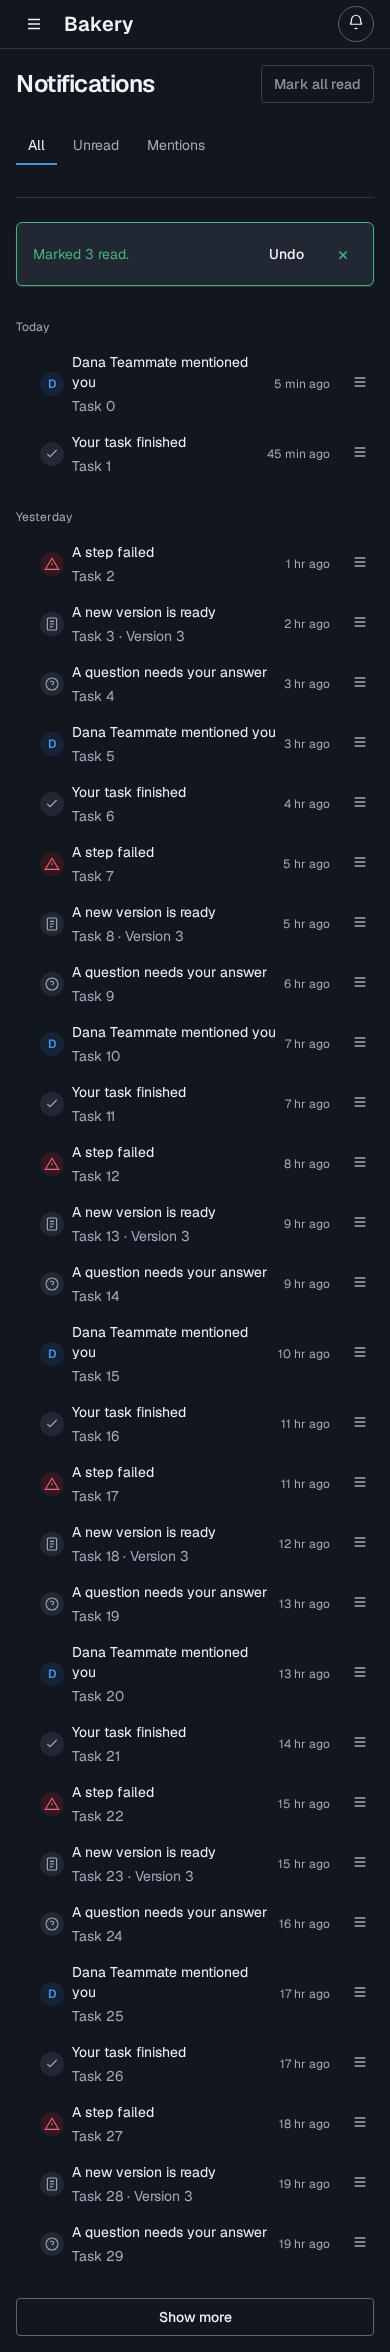 Bakery
Notifications
Mark all read
All Unread Mentions
Marked 3 read. Undo ×
Today
Dana Teammate mentioned
you
D
5 min ago
Task 0
Your task finished
45 min ago
Task 1
Yesterday
A step failed
1 hr ago
Task 2
A new version is ready
2 hr ago
Task 3 · Version 3
A question needs your answer
3 hr ago
Task 4
Dana Teammate mentioned you
D
3 hr ago
Task 5
Your task finished
4 hr ago
Task 6
A step failed
5 hr ago
Task 7
A new version is ready
5 hr ago
Task 8 · Version 3
A question needs your answer
6 hr ago
Task 9
Dana Teammate mentioned you
D
7 hr ago
Task 10
Your task finished
7 hr ago
Task 11
A step failed
8 hr ago
Task 12
A new version is ready
9 hr ago
Task 13 · Version 3
A question needs your answer
9 hr ago
Task 14
Dana Teammate mentioned
you
D
10 hr ago
Task 15
Your task finished
11 hr ago
Task 16
A step failed
11 hr ago
Task 17
A new version is ready
12 hr ago
Task 18 · Version 3
A question needs your answer
13 hr ago
Task 19
Dana Teammate mentioned
you
D
13 hr ago
Task 20
Your task finished
14 hr ago
Task 21
A step failed
15 hr ago
Task 22
A new version is ready
15 hr ago
Task 23 · Version 3
A question needs your answer
16 hr ago
Task 24
Dana Teammate mentioned
you
D
17 hr ago
Task 25
Your task finished
17 hr ago
Task 26
A step failed
18 hr ago
Task 27
A new version is ready
19 hr ago
Task 28 · Version 3
A question needs your answer
19 hr ago
Task 29
Show more